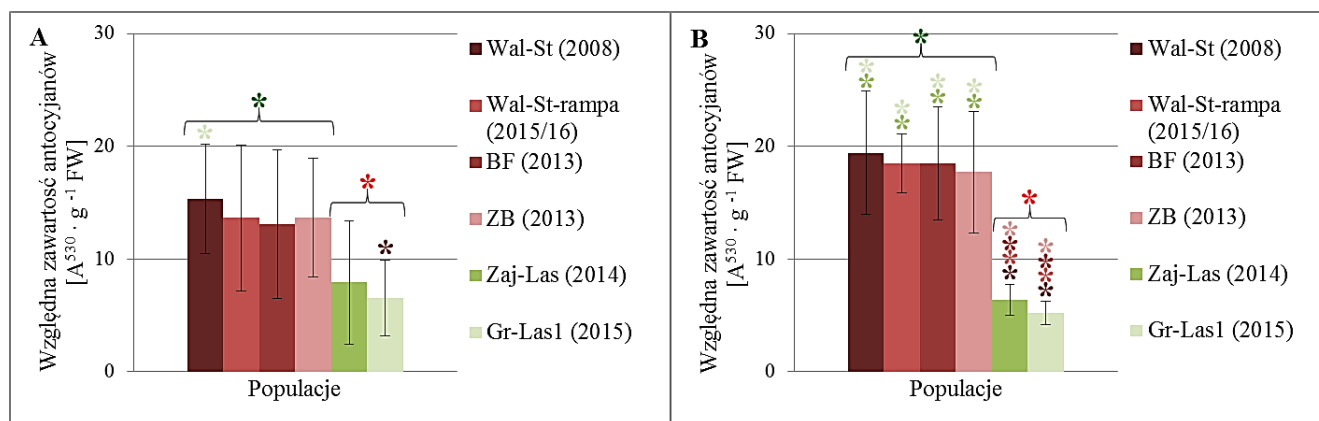 A
Względna zawartość antocyjanów
[A530 · g -1 FW]
30
20
10
0
Populacje
*
*
*
*
Wal-St (2008)
Wal-St-rampa
(2015/16)
BF (2013)
ZB (2013)
Zaj-Las (2014)
Gr-Las1 (2015)
B
Względna zawartość antocyjanów
[A530 · g -1 FW]
30
20
10
0
Populacje
*
* * * *
* * * *
*
* *
* *
* *
* *
Wal-St (2008)
Wal-St-rampa
(2015/16)
BF (2013)
ZB (2013)
Zaj-Las (2014)
Gr-Las1 (2015)